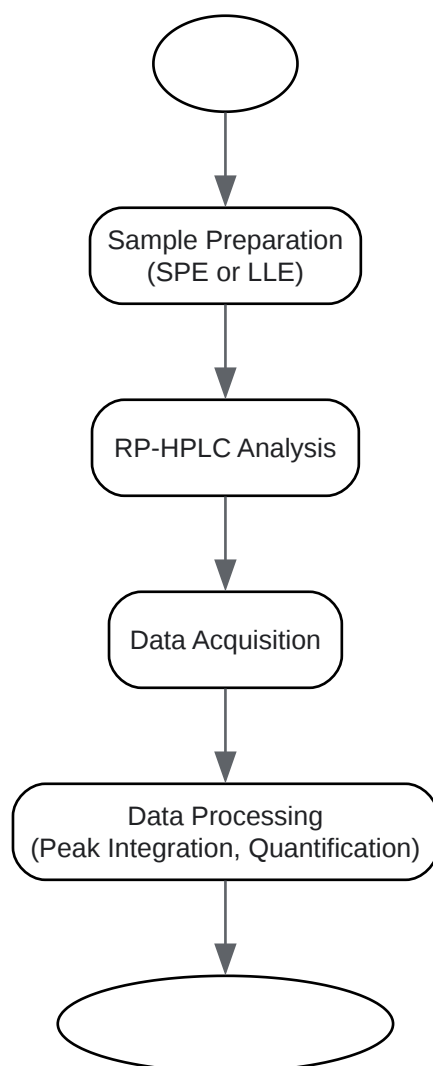 Sample Preparation
(SPE or LLE)
RP-HPLC Analysis
Data Acquisition
Data Processing
(Peak Integration, Quantification)